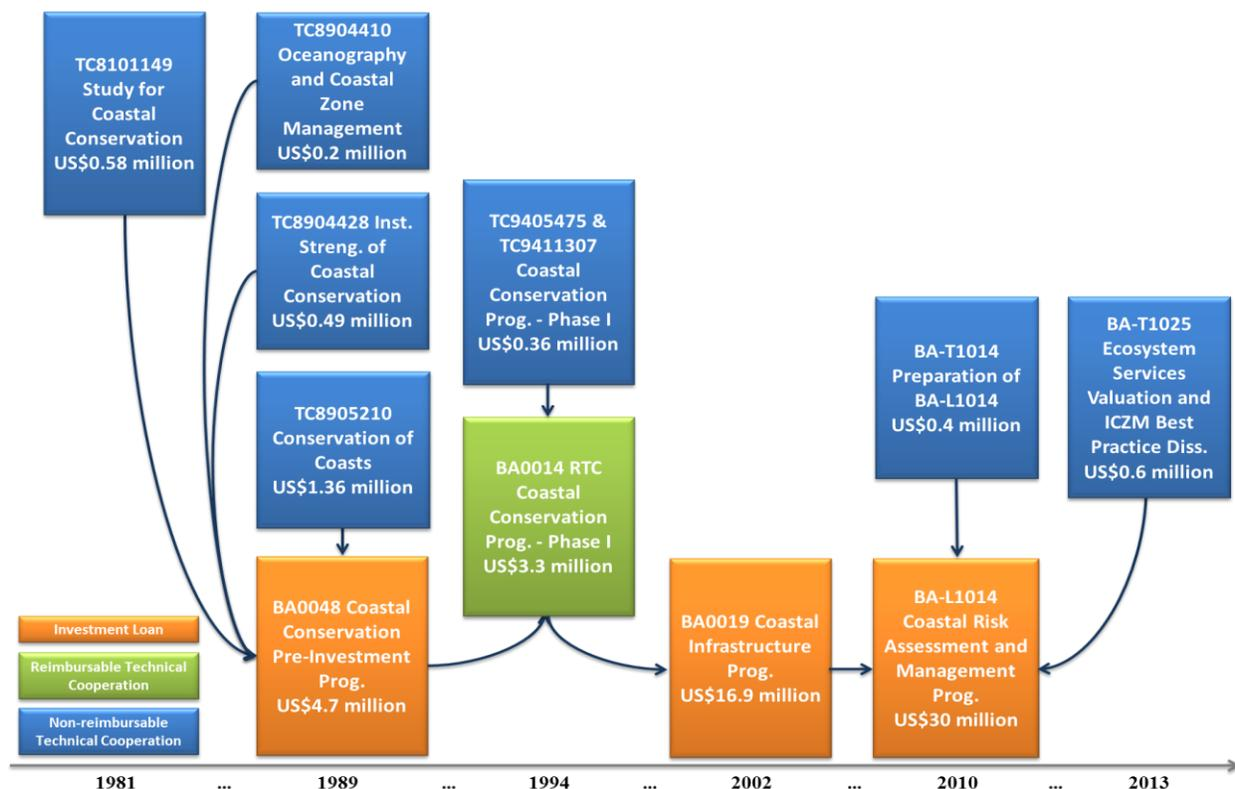 TC8101149
Study for
Coastal
Conservation
US$0.58 million
TC8904410
Oceanography
and Coastal
Zone
Management
US$0.2 million
TC8904428 Inst.
Streng. of
Coastal
Conservation
US$0.49 million
TC8905210
Conservation of
Coasts
US$1.36 million
BA0048 Coastal
Conservation
Pre-Investment
Prog.
US$4.7 million
TC9405475 &
TC9411307
Coastal
Conservation
Prog. - Phase I
US$0.36 million
BA0014 RTC
Coastal
Conservation
Prog. - Phase I
US$3.3 million
BA0019 Coastal
Infrastructure
Prog.
US$16.9 million
BA-T1014
Preparation of
BA-L1014
US$0.4 million
BA-L1014
Coastal Risk
Assessment and
Management
Prog.
US$30 million
BA-T1025
Ecosystem
Services
Valuation and
ICZM Best
Practice Diss.
US$0.6 million
Investment Loan
Reimbursable Technical
Cooperation
Non-reimbursable
Technical Cooperation
1981 ... 1989 ... 1994 ... 2002 ... 2010 ... 2013